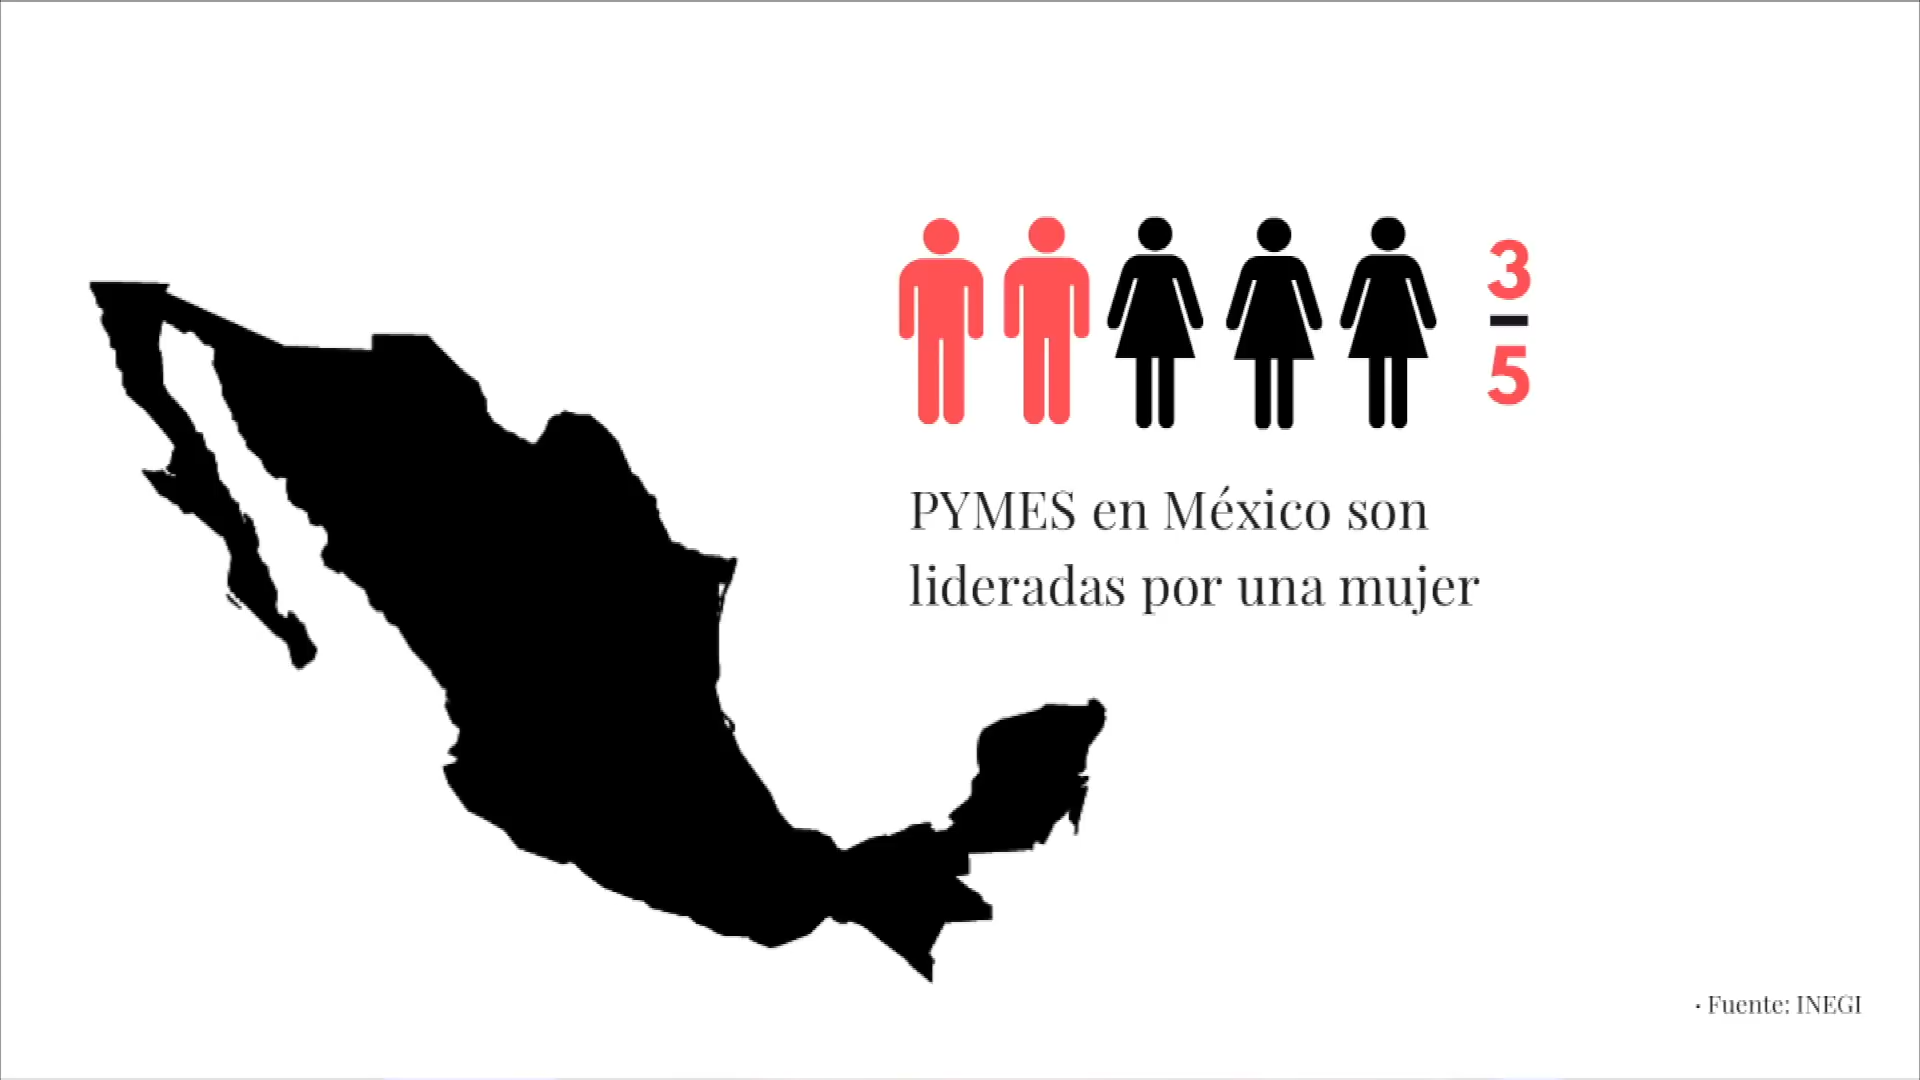 3
5
PYMES en México son
lideradas por una mujer
· Fuente: INEGI